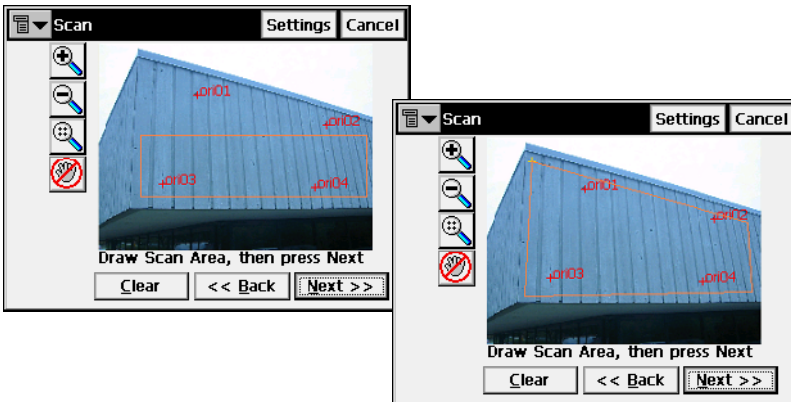 Scan Settings Cancel
ori01
ori02
ori03 ori04
Draw Scan Area, then press Next
Clear << Back Next >>
Scan Settings Cancel
ori01
ori02
ori03 ori04
Draw Scan Area, then press Next
Clear << Back Next >>